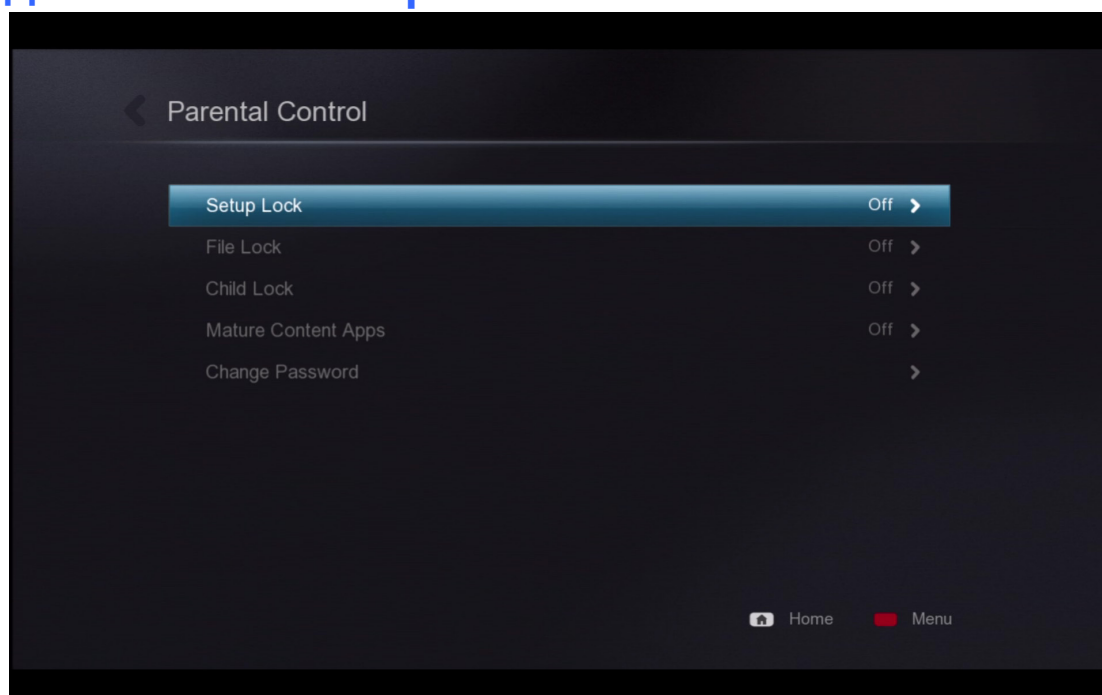 Parental Control
Setup Lock Off
File Lock Off
Child Lock Off
Mature Content Apps Off
Change Password
Home Menu